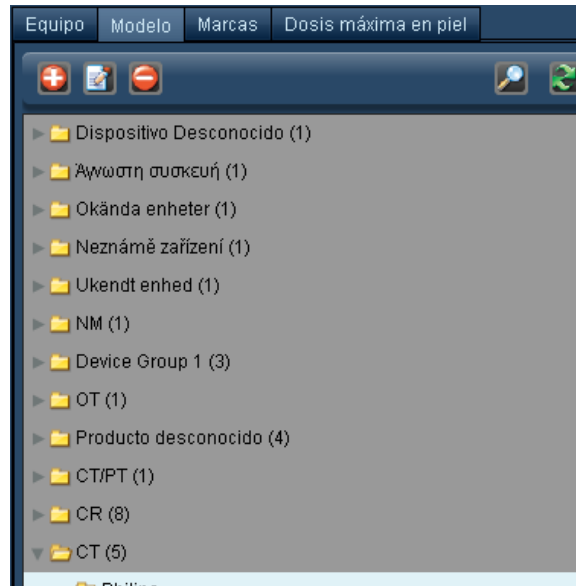 Equipo Modelo Marcas Dosis máxima en piel
Dispositivo Desconocido (1)
Άγνωστη συσκευή (1)
Okända enheter (1)
Neznámě zařízení (1)
Ukendt enhed (1)
NM (1)
Device Group 1 (3)
OT (1)
Producto desconocido (4)
CT/PT (1)
CR (8)
CT (5)